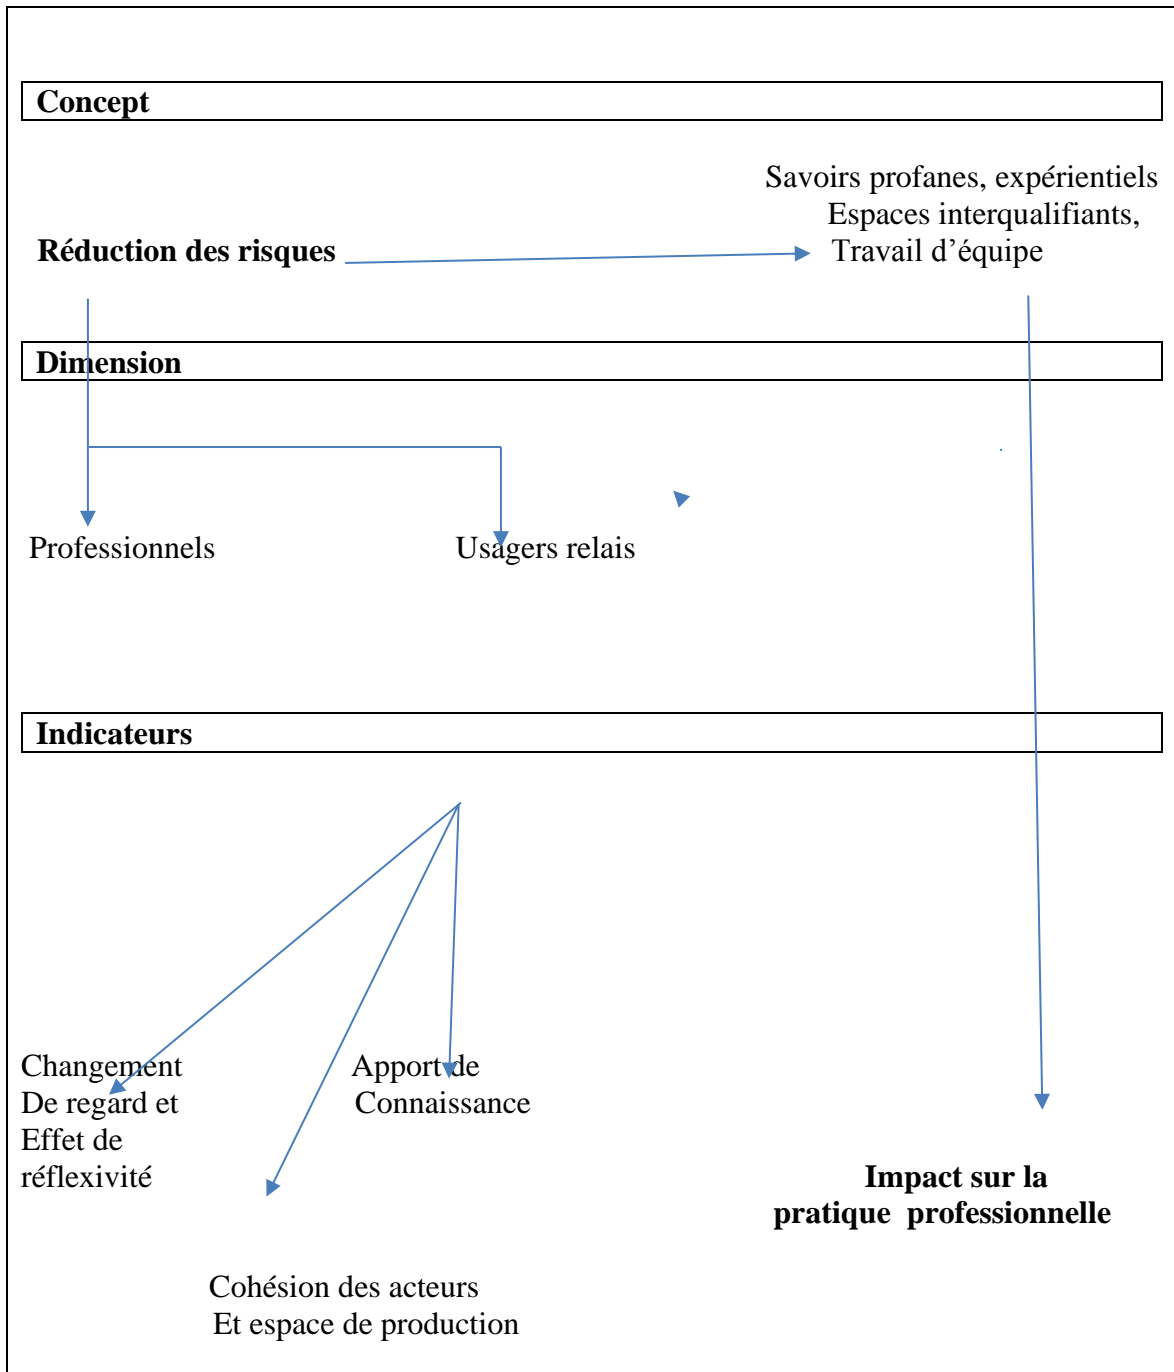 Concept
Savoirs profanes, expérientiels
Espaces interqualifiants,
Réduction des risques
Travail d’équipe
Dimension
Professionnels
Usagers relais
Indicateurs
Changement
De regard et
Effet de
réflexivité
Apport de
Connaissance
Impact sur la
pratique professionnelle
Cohésion des acteurs
Et espace de production